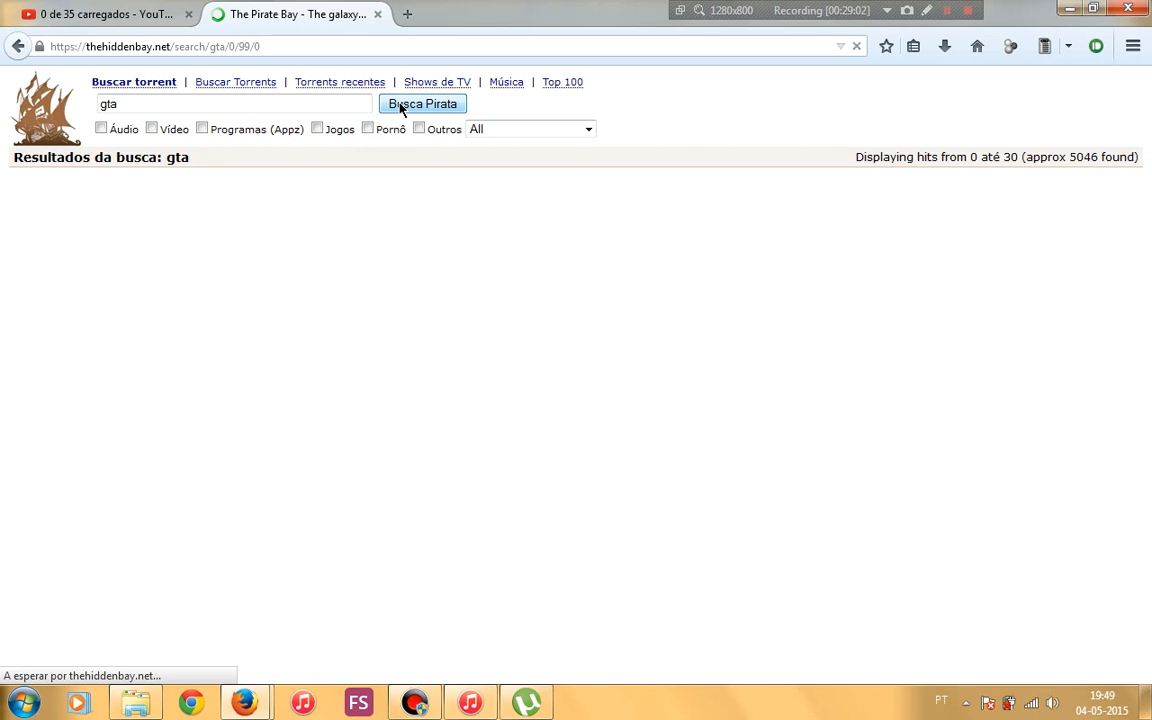 0 de 35 carregados - YouT...
The Pirate Bay - The galaxy...
1280x800
Recording [00:29:02]
https://thehiddenbay.net/search/gta/0/99/0
Buscar torrent | Buscar Torrents | Torrents recentes | Shows de TV | Música | Top 100
gta
Busca Pirata
Áudio Vídeo Programas (Appz) Jogos Pornô Outros All
Resultados da busca: gta
Displaying hits from 0 até 30 (approx 5046 found)
A esperar por thehiddenbay.net...
FS
PT
19:49
04-05-2015